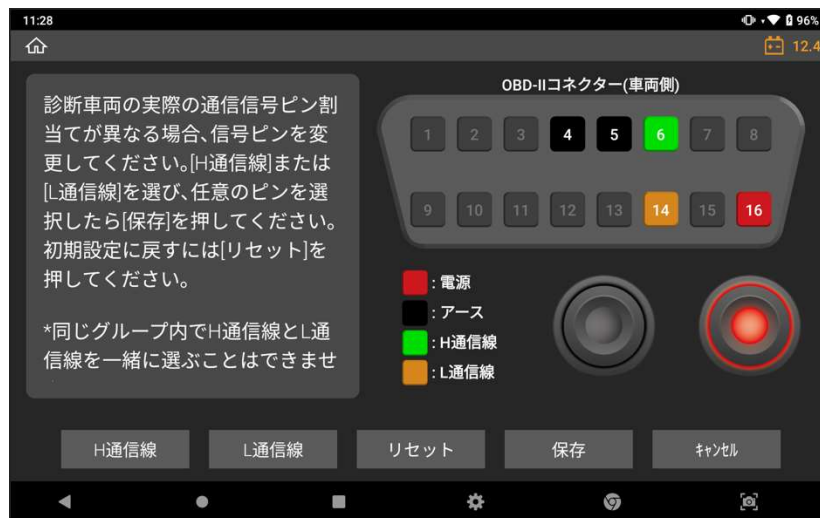 11:28
96%
12.4
診断車両の実際の通信信号ピン割
当てが異なる場合、信号ピンを変
更してください。[H通信線]または
[L通信線]を選び、任意のピンを選
択したら[保存]を押してください。
初期設定に戻すには[リセット]を
押してください。
*同じグループ内でH通信線とL通
信線を一緒に選ぶことはできませ
OBD-IIコネクター(車両側)
1 2 3 4 5 6 7 8
9 10 11 12 13 14 15 16
: 電源
: アース
: H通信線
: L通信線
H通信線 L通信線 リセット 保存 ｷｬﾝｾﾙ